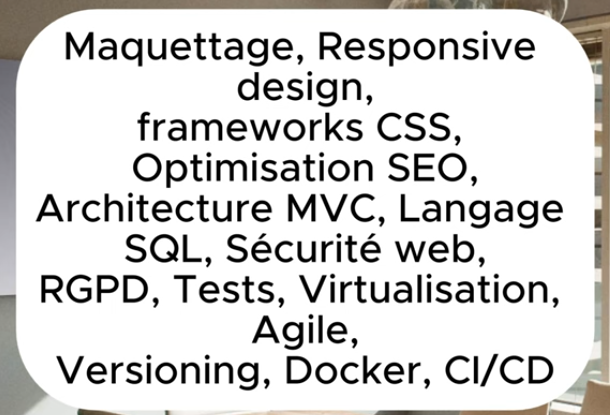 Maquettage, Responsive
design,
frameworks CSS,
Optimisation SEO,
Architecture MVC, Langage
SQL, Sécurité web,
RGPD, Tests, Virtualisation,
Agile,
Versioning, Docker, CI/CD